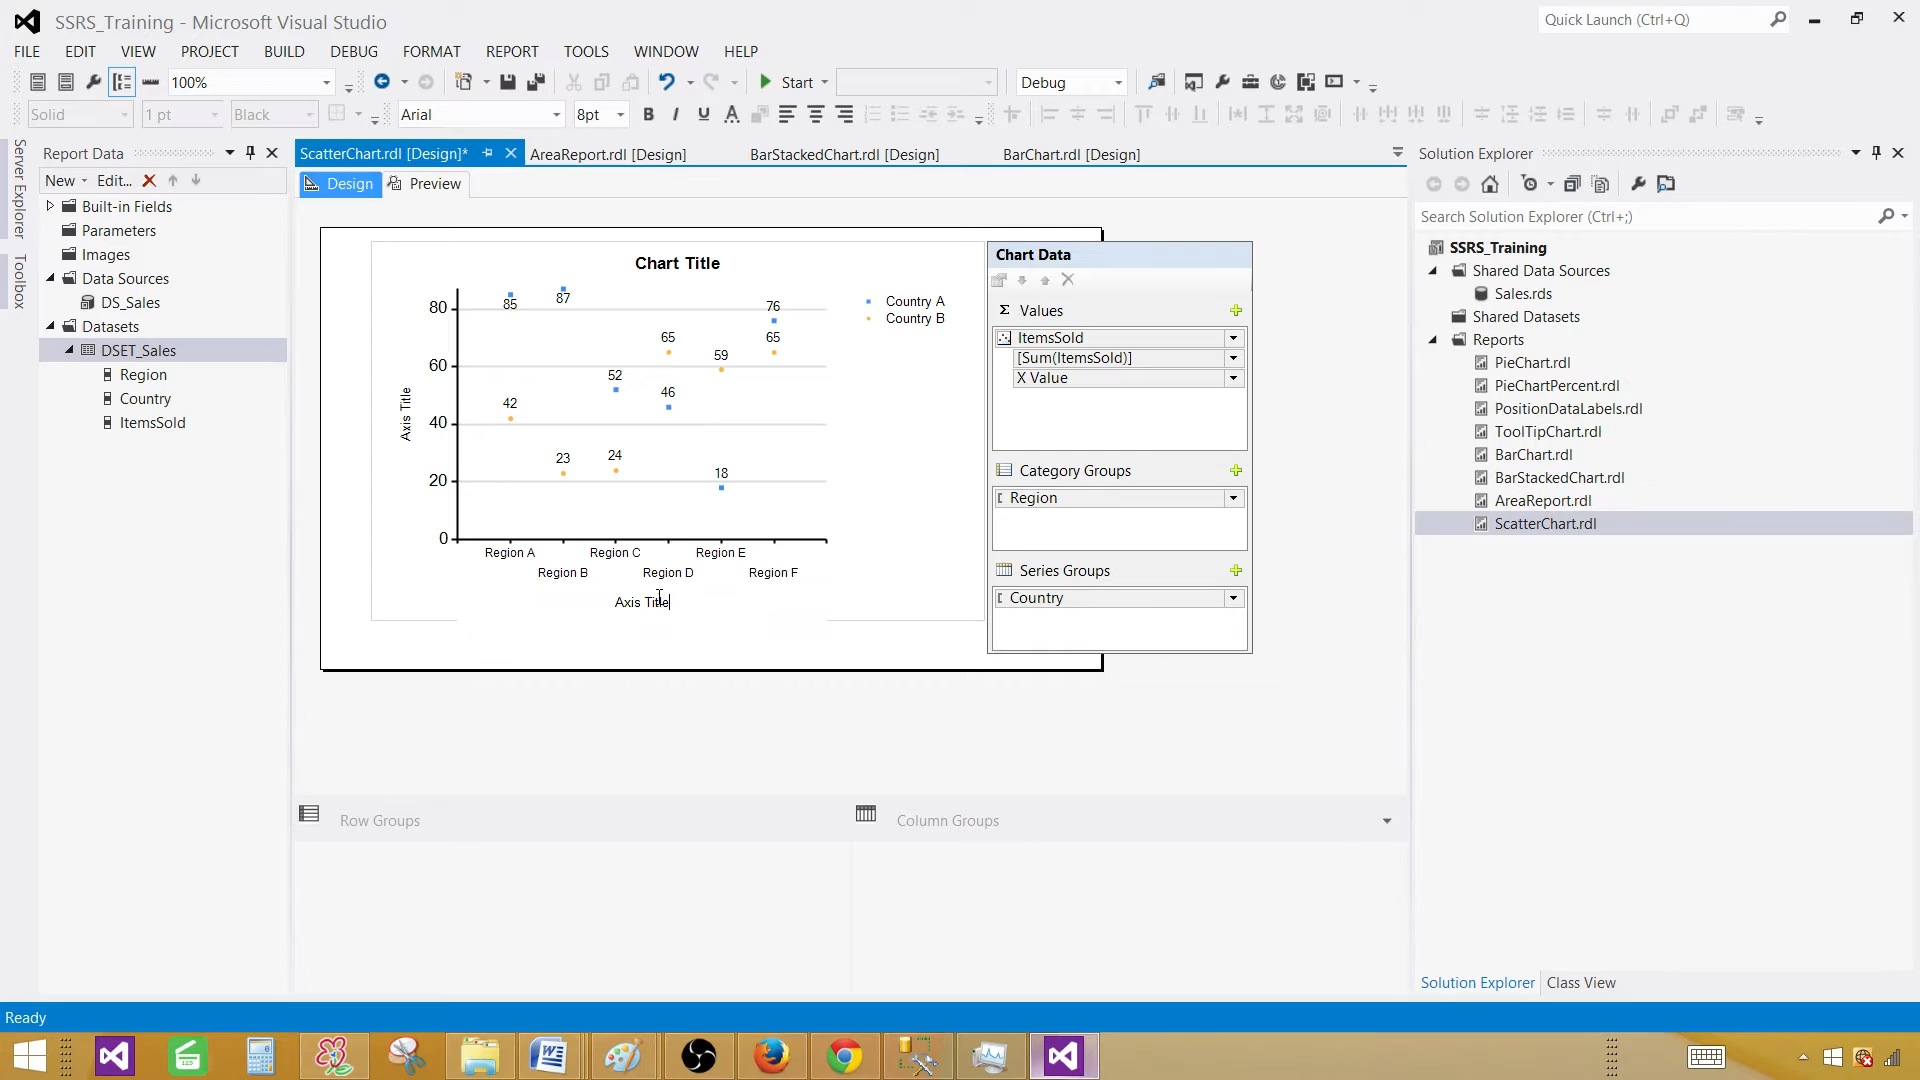 SSRS_Training - Microsoft Visual Studio
Quick Launch (Ctrl+Q)
FILE EDIT VIEW PROJECT BUILD DEBUG FORMAT REPORT TOOLS WINDOW HELP
100% Start Debug
Solid 1 pt Black Arial 8pt B I U A
Server Explorer
Toolbox
Report Data
New Edit...
Built-in Fields
Parameters
Images
Data Sources
DS_Sales
Datasets
DSET_Sales
Region
Country
ItemsSold
ScatterChart.rdl [Design]* AreaReport.rdl [Design] BarStackedChart.rdl [Design] BarChart.rdl [Design]
Design Preview
Chart Title
Country A
Country B
Axis Title
80
60
40
20
0
85 87 76
65 65
59
52
46
42
23 24
18
Region A Region C Region E
Region B Region D Region F
Axis Title
Chart Data
Σ Values
ItemsSold
[Sum(ItemsSold)]
X Value
Category Groups
Region
Series Groups
Country
Row Groups Column Groups
Solution Explorer
Search Solution Explorer (Ctrl+;)
SSRS_Training
Shared Data Sources
Sales.rds
Shared Datasets
Reports
PieChart.rdl
PieChartPercent.rdl
PositionDataLabels.rdl
ToolTipChart.rdl
BarChart.rdl
BarStackedChart.rdl
AreaReport.rdl
ScatterChart.rdl
Solution Explorer Class View
Ready